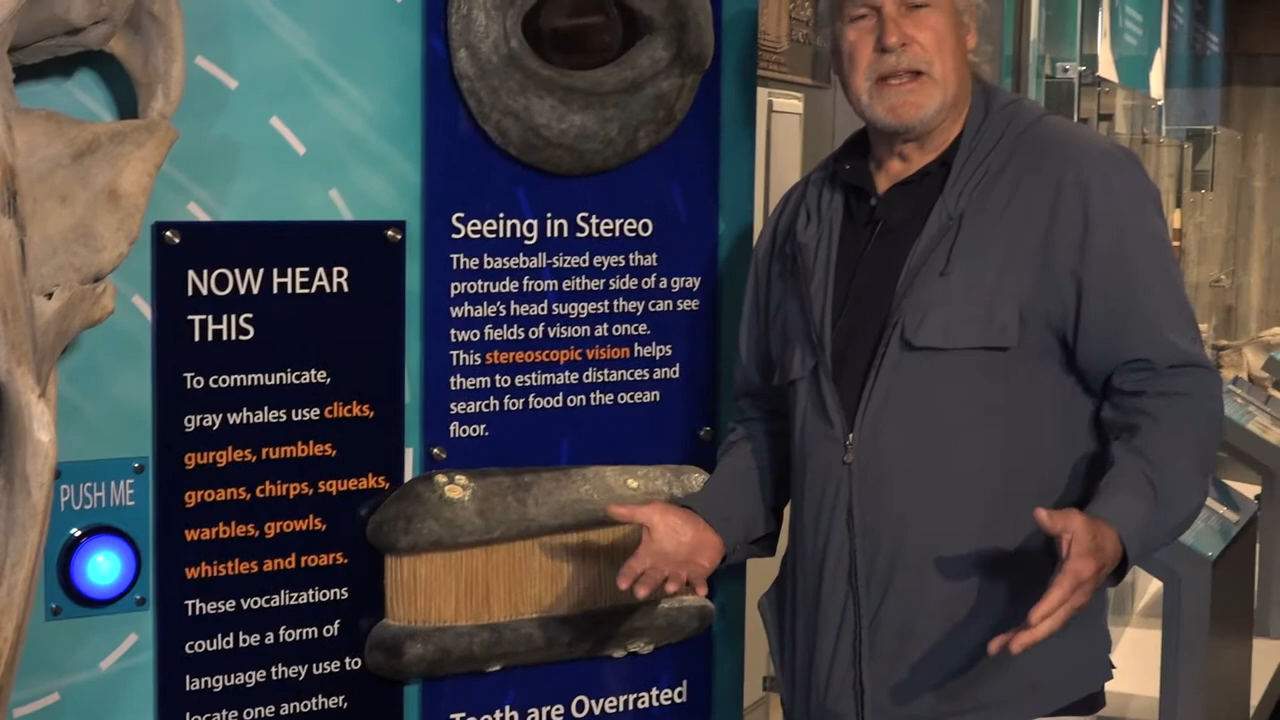 NOW HEAR
THIS
To communicate,
gray whales use clicks,
gurgles, rumbles,
groans, chirps, squeaks,
warbles, growls,
whistles and roars.
These vocalizations
could be a form of
language they use to
locate one another,
PUSH ME
Seeing in Stereo
The baseball-sized eyes that
protrude from either side of a gray
whale's head suggest they can see
two fields of vision at once.
This stereoscopic vision helps
them to estimate distances and
search for food on the ocean
floor.
Teeth are Overrated